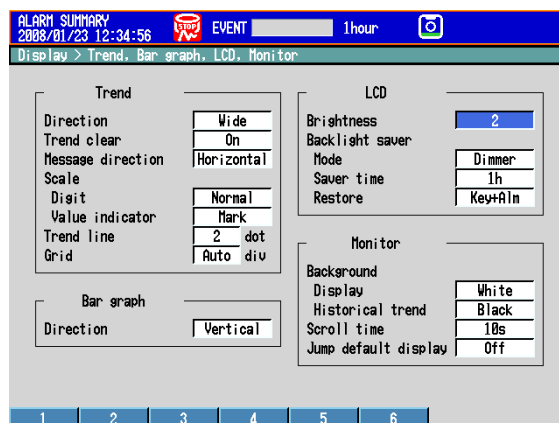 ALARM SUMMARY
2008/01/23 12:34:56
STOP
EVENT
1hour
Display > Trend, Bar graph, LCD, Monitor
Trend
Direction Wide
Trend clear On
Message direction Horizontal
Scale
Digit Normal
Value indicator Mark
Trend line 2 dot
Grid Auto div
Bar graph
Direction Vertical
LCD
Brightness 2
Backlight saver
Mode Dimmer
Saver time 1h
Restore Key+Alm
Monitor
Background
Display White
Historical trend Black
Scroll time 10s
Jump default display Off
1 2 3 4 5 6